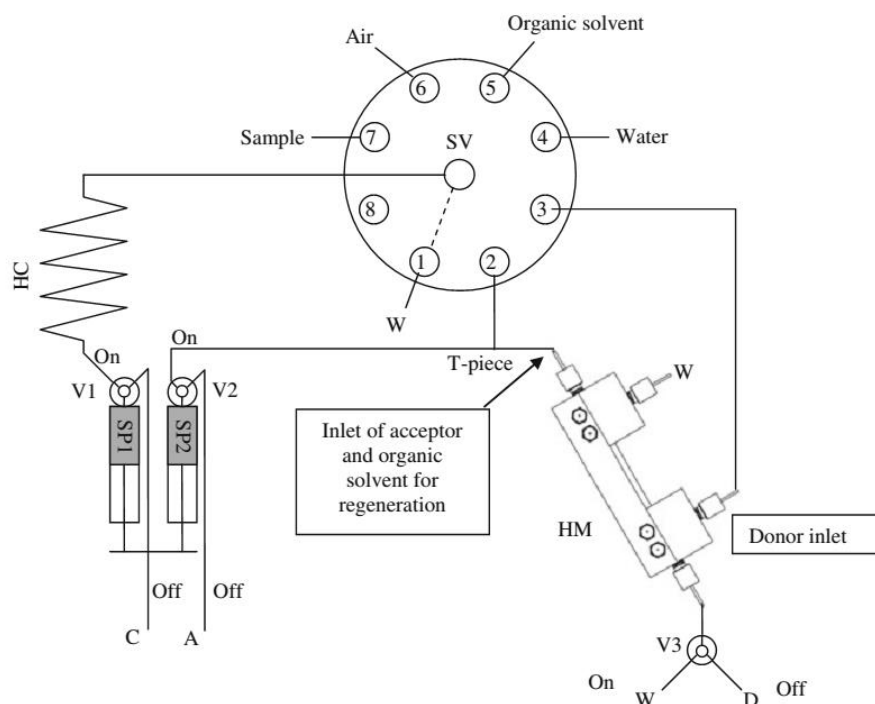 Organic solvent
Air
6
5
Sample
7
SV
4
Water
8
3
1
2
HC
W
On
On
T-piece
V1
V2
W
SP1
SP2
Inlet of acceptor
and organic
solvent for
regeneration
HM
Donor inlet
Off
Off
C
A
V3
On
Off
W
D